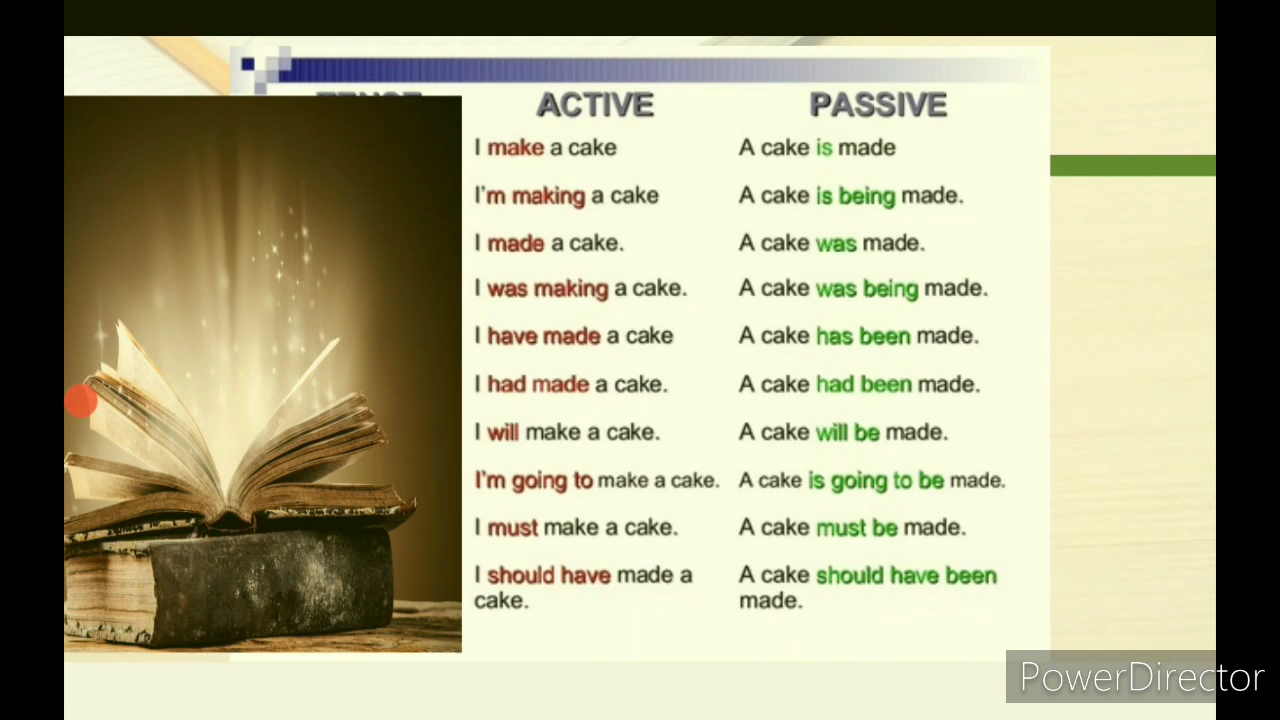 ACTIVE PASSIVE
I make a cake A cake is made
I'm making a cake A cake is being made.
I made a cake. A cake was made.
I was making a cake. A cake was being made.
I have made a cake A cake has been made.
I had made a cake. A cake had been made.
I will make a cake. A cake will be made.
I'm going to make a cake. A cake is going to be made.
I must make a cake. A cake must be made.
I should have made a A cake should have been
cake. made.
PowerDirector